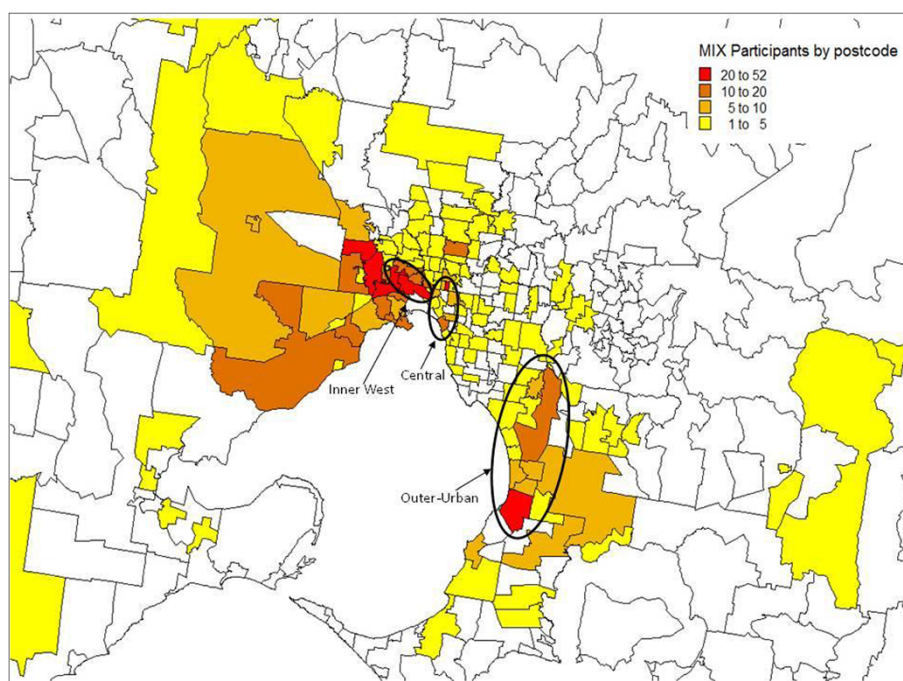 MIX Participants by postcode
20 to 52
10 to 20
5 to 10
1 to 5
Central
Inner West
Outer-Urban